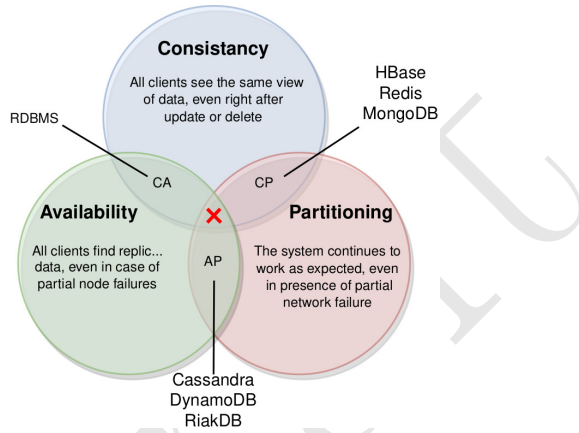 Consistancy
All clients see the same view
of data, even right after
update or delete
HBase
Redis
MongoDB
RDBMS
CA
CP
Availability
All clients find replic...
data, even in case of
partial node failures
Partitioning
The system continues to
work as expected, even
in presence of partial
network failure
AP
Cassandra
DynamoDB
RiakDB